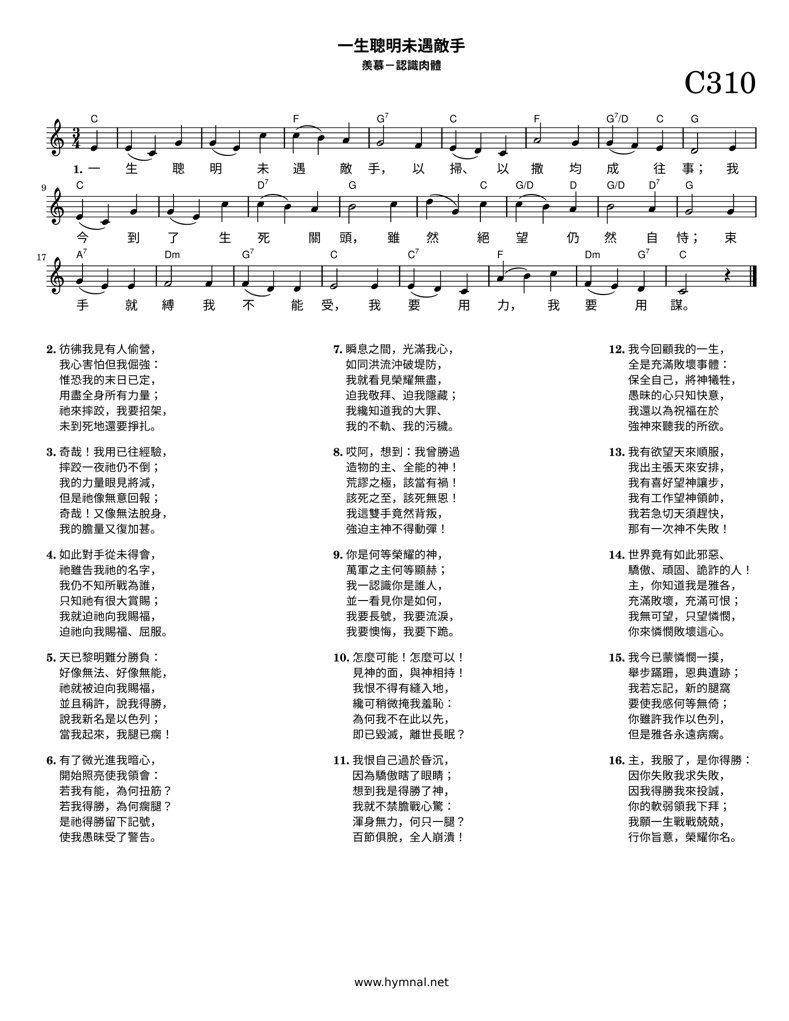 一生聰明未遇敵手
羨慕－認識肉體
C310
C F G7 C F G7/D C G
1. 一 生 聰 明 未 遇 敵 手， 以 掃、 以 撒 均 成 往 事； 我
9
C D7 G C G/D D G/D D7 G
今 到 了 生 死 關 頭， 雖 然 絕 望 仍 然 自 恃； 束
17
A7 Dm G7 C C7 F Dm G7 C
手 就 縛 我 不 能 受， 我 要 用 力， 我 要 用 謀。
2. 彷彿我見有人偷營，
我心害怕但我倔強：
惟恐我的末日已定，
用盡全身所有力量；
祂來摔跤，我要招架，
未到死地還要掙扎。
3. 奇哉！我用已往經驗，
摔跤一夜祂仍不倒；
我的力量眼見將減，
但是祂像無意回報；
奇哉！又像無法脫身，
我的膽量又復加甚。
4. 如此對手從未得會，
祂雖告我祂的名字，
我仍不知所戰為誰，
只知祂有很大賞賜；
我就迫祂向我賜福，
迫祂向我賜福、屈服。
5. 天已黎明難分勝負：
好像無法、好像無能，
祂就被迫向我賜福，
並且稱許，說我得勝，
說我新名是以色列；
當我起來，我腿已瘸！
6. 有了微光進我暗心，
開始照亮使我領會：
若我有能，為何扭筋？
若我得勝，為何瘸腿？
是祂得勝留下記號，
使我愚昧受了警告。
7. 瞬息之間，光滿我心，
如同洪流沖破堤防，
我就看見榮耀無盡，
迫我敬拜、迫我隱藏；
我纔知道我的大罪、
我的不軌、我的污穢。
8. 哎阿，想到：我曾勝過
造物的主、全能的神！
荒謬之極，該當有禍！
該死之至，該死無恩！
我這雙手竟然背叛，
強迫主神不得動彈！
9. 你是何等榮耀的神，
萬軍之主何等顯赫；
我一認識你是誰人，
並一看見你是如何，
我要長號，我要流淚，
我要懊悔，我要下跪。
10. 怎麼可能！怎麼可以！
見神的面，與神相持！
我恨不得有縫入地，
纔可稍微掩我羞恥：
為何我不在此以先，
即已毀滅，離世長眠？
11. 我恨自己過於昏沉，
因為驕傲瞎了眼睛；
想到我是得勝了神，
我就不禁膽戰心驚：
渾身無力，何只一腿？
百節俱脫，全人崩潰！
12. 我今回顧我的一生，
全是充滿敗壞事體：
保全自己，將神犧牲，
愚昧的心只知快意，
我還以為祝福在於
強神來聽我的所欲。
13. 我有欲望天來順服，
我出主張天來安排，
我有喜好望神讓步，
我有工作望神領帥，
我若急切天須趕快，
那有一次神不失敗！
14. 世界竟有如此邪惡、
驕傲、頑固、詭詐的人！
主，你知道我是雅各，
充滿敗壞，充滿可恨；
我無可望，只望憐憫，
你來憐憫敗壞這心。
15. 我今已蒙憐憫一摸，
舉步蹣跚，恩典遺跡；
我若忘記，新的腿窩
要使我感何等無倚；
你雖許我作以色列，
但是雅各永遠病瘸。
16. 主，我服了，是你得勝：
因你失敗我求失敗，
因我得勝我來投誠，
你的軟弱領我下拜；
我願一生戰戰兢兢，
行你旨意，榮耀你名。
www.hymnal.net